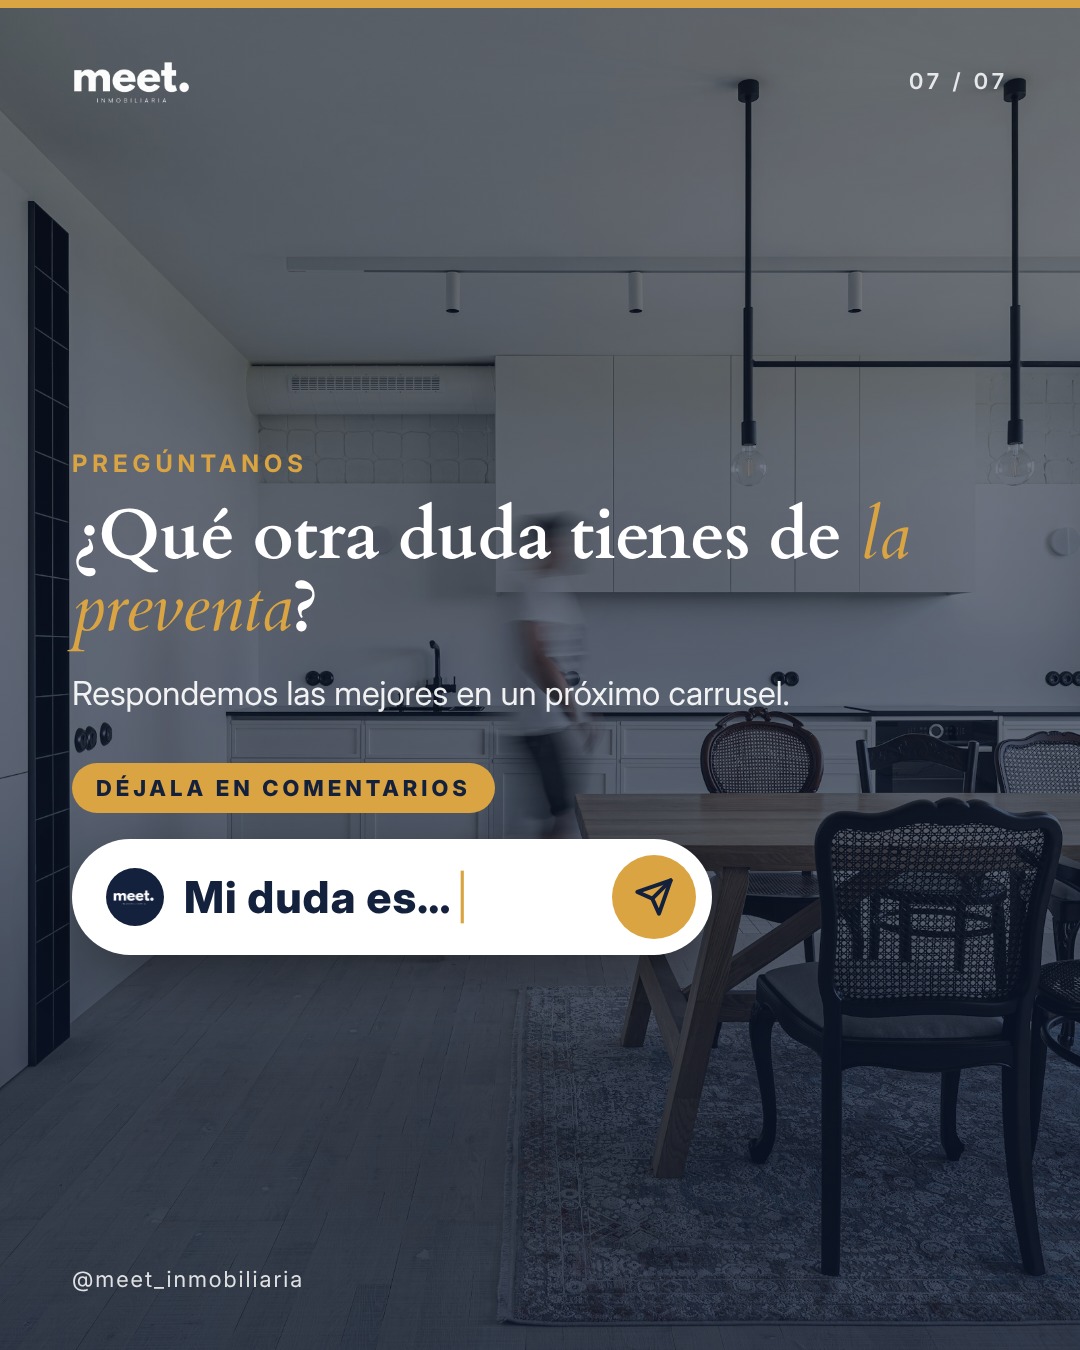 meet.
INMOBILIARIA
07 / 07
PREGÚNTANOS
¿Qué otra duda tienes de la
preventa?
Respondemos las mejores en un próximo carrusel.
DÉJALA EN COMENTARIOS
meet.
Mi duda es...
@meet_inmobiliaria